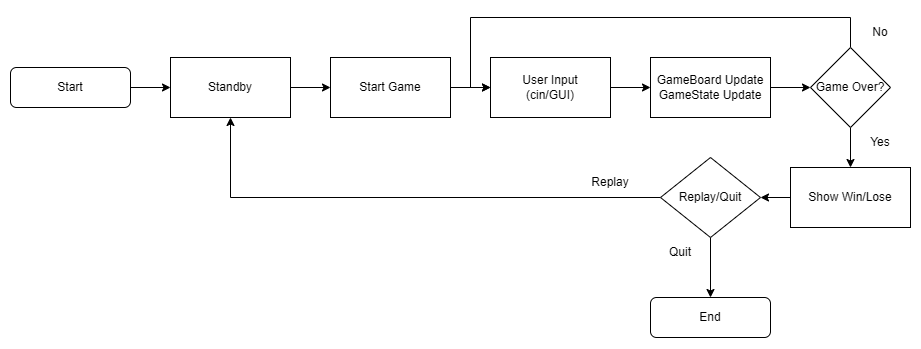 No
Start
Standby
Start Game
User Input
(cin/GUI)
GameBoard Update
GameState Update
Game Over?
Yes
Replay
Replay/Quit
Show Win/Lose
Quit
End